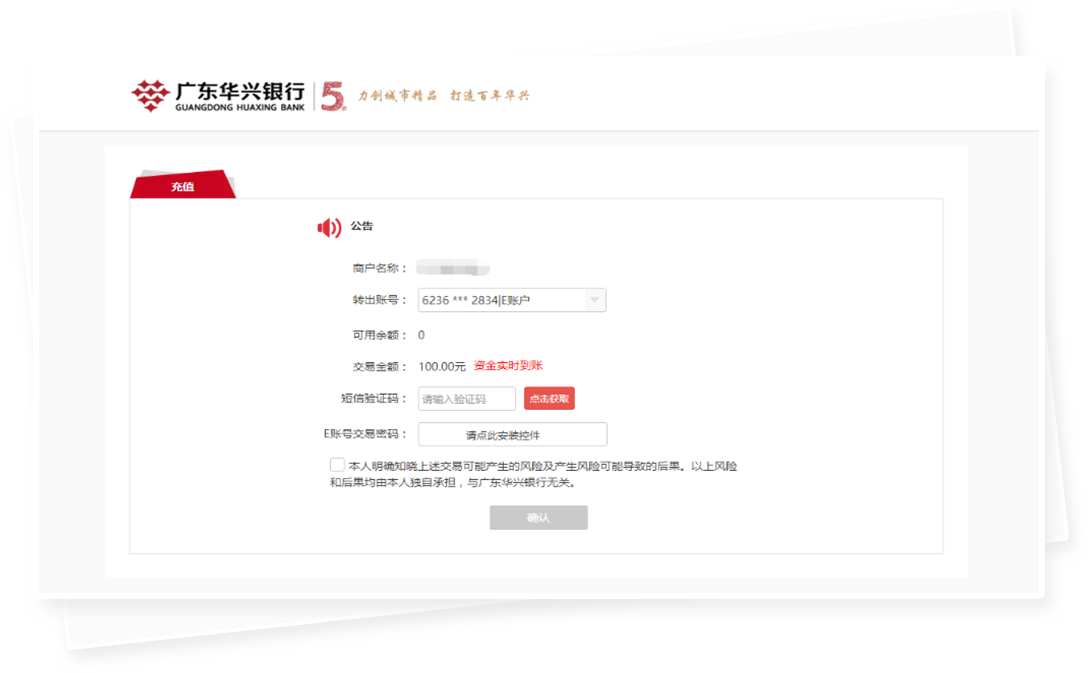 广东华兴银行
GUANGDONG HUAXING BANK
5
力创城市精品 打造百年华兴
充值
公告
商户名称：
转出账号： 6236 *** 2834|E账户
可用余额： 0
交易金额： 100.00元 资金实时到账
短信验证码： 请输入验证码 点击获取
E账号交易密码： 请点此安装控件
本人明确知晓上述交易可能产生的风险及产生风险可能导致的后果。以上风险
和后果均由本人独自承担，与广东华兴银行无关。
确认